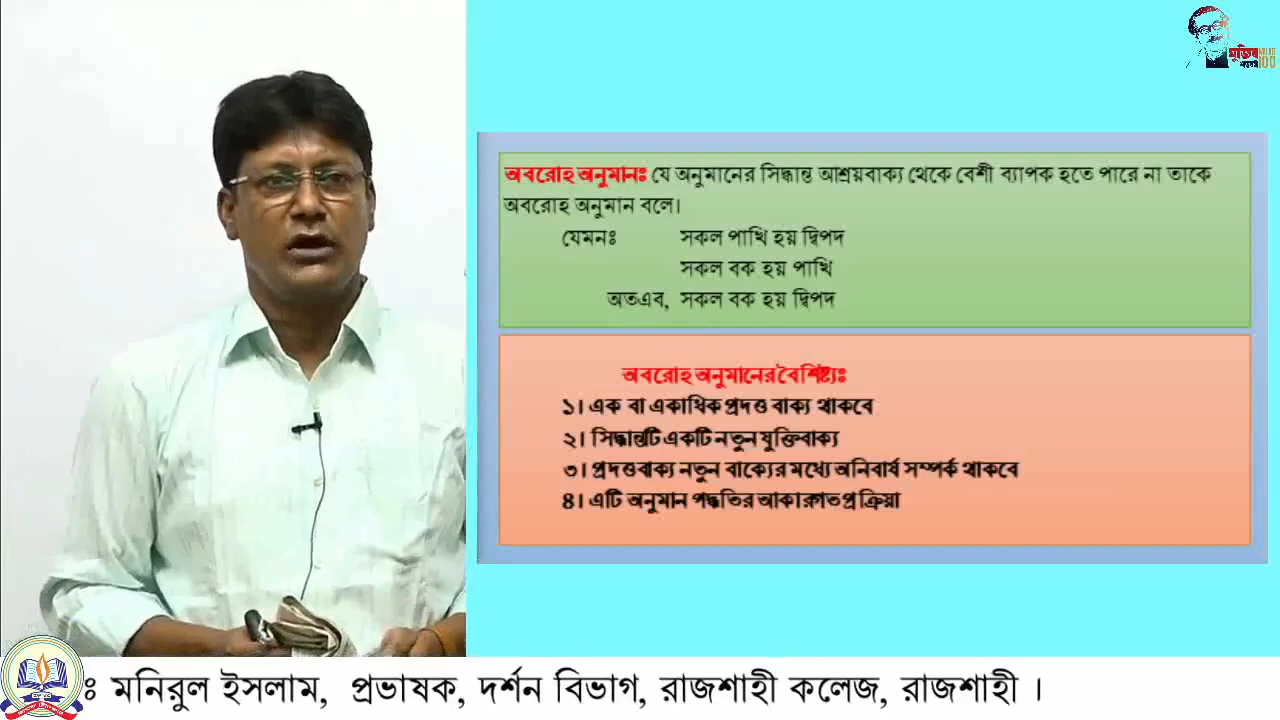 মুজিব
MUJIB
শতবর্ষ
100
অবরোহ অনুমানঃ যে অনুমানের সিদ্ধান্ত আশ্রয়বাক্য থেকে বেশী ব্যাপক হতে পারে না তাকে
অবরোহ অনুমান বলে।
যেমনঃ সকল পাখি হয় দ্বিপদ
সকল বক হয় পাখি
অতএব, সকল বক হয় দ্বিপদ
অবরোহ অনুমানের বৈশিষ্ট্যঃ
১। এক বা একাধিক প্রদত্ত বাক্য থাকবে
২। সিদ্ধান্তটি একটি নতুন যুক্তিবাক্য
৩। প্রদত্তবাক্য নতুন বাক্যের মধ্যে অনিবার্য সম্পর্ক থাকবে
৪। এটি অনুমান পদ্ধতির আকারগত প্রক্রিয়া
ঃ মনিরুল ইসলাম, প্রভাষক, দর্শন বিভাগ, রাজশাহী কলেজ, রাজশাহী ।